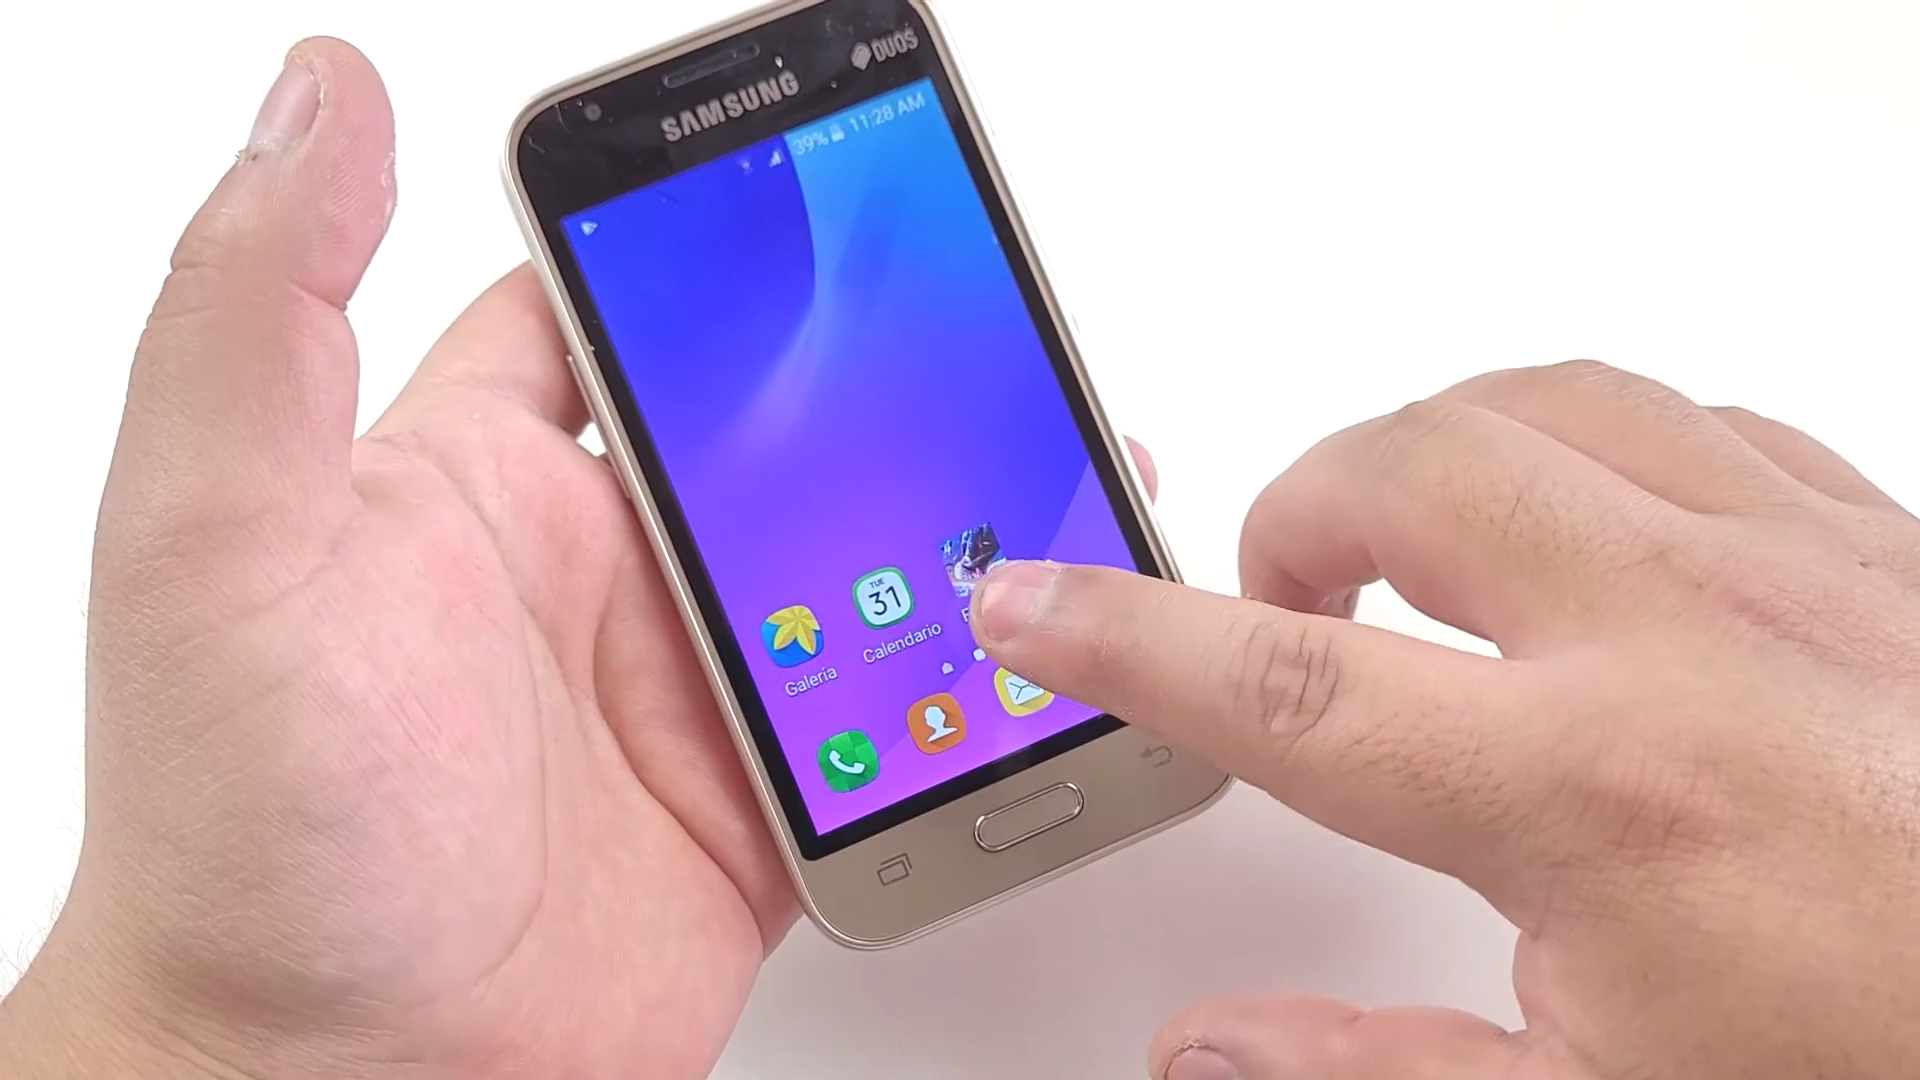 DUOS
SAMSUNG
39% 11:28 AM
TUE
31
Calendario
Galería